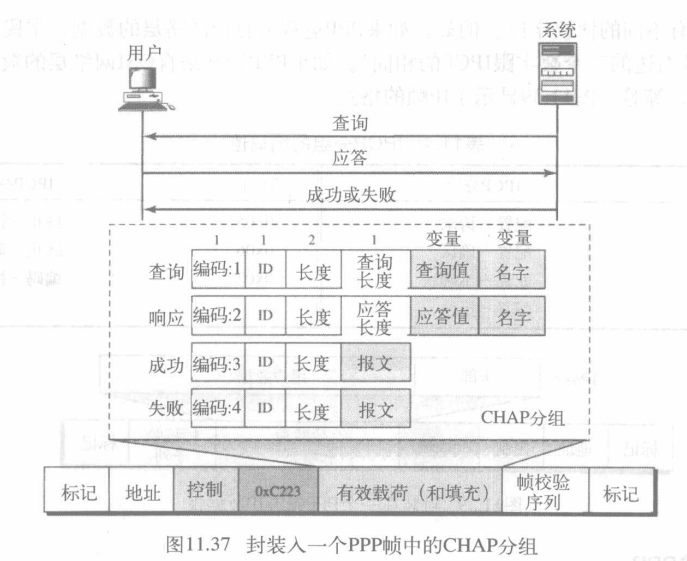 系统
用户
查询
应答
成功或失败
1 1 2 1 变量 变量
查询 编码:1 ID 长度 查询长度 查询值 名字
响应 编码:2 ID 长度 应答长度 应答值 名字
成功 编码:3 ID 长度 报文
失败 编码:4 ID 长度 报文
CHAP分组
标记 地址 控制 0xC223 有效载荷（和填充） 帧校验序列 标记
图11.37 封装入一个PPP帧中的CHAP分组